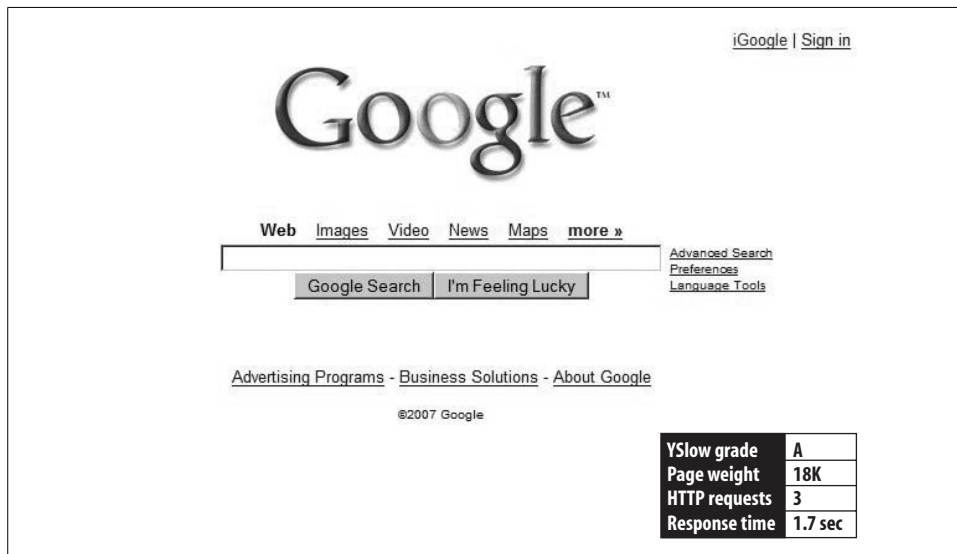 iGoogle | Sign in
Google™
Web Images Video News Maps more »
Advanced Search
Preferences
Language Tools
Google Search I'm Feeling Lucky
Advertising Programs - Business Solutions - About Google
©2007 Google
YSlow grade A
Page weight 18K
HTTP requests 3
Response time 1.7 sec